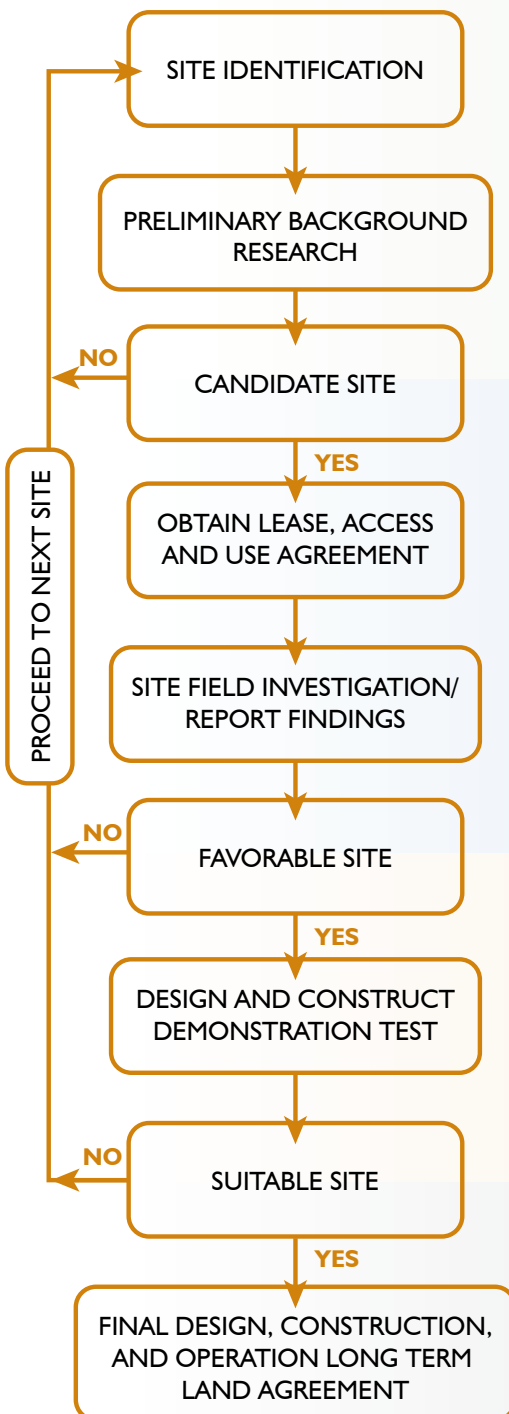 SITE IDENTIFICATION
PRELIMINARY BACKGROUND
RESEARCH
NO
CANDIDATE SITE
YES
PROCEED TO NEXT SITE
OBTAIN LEASE, ACCESS
AND USE AGREEMENT
SITE FIELD INVESTIGATION/
REPORT FINDINGS
NO
FAVORABLE SITE
YES
DESIGN AND CONSTRUCT
DEMONSTRATION TEST
NO
SUITABLE SITE
YES
FINAL DESIGN, CONSTRUCTION,
AND OPERATION LONG TERM
LAND AGREEMENT